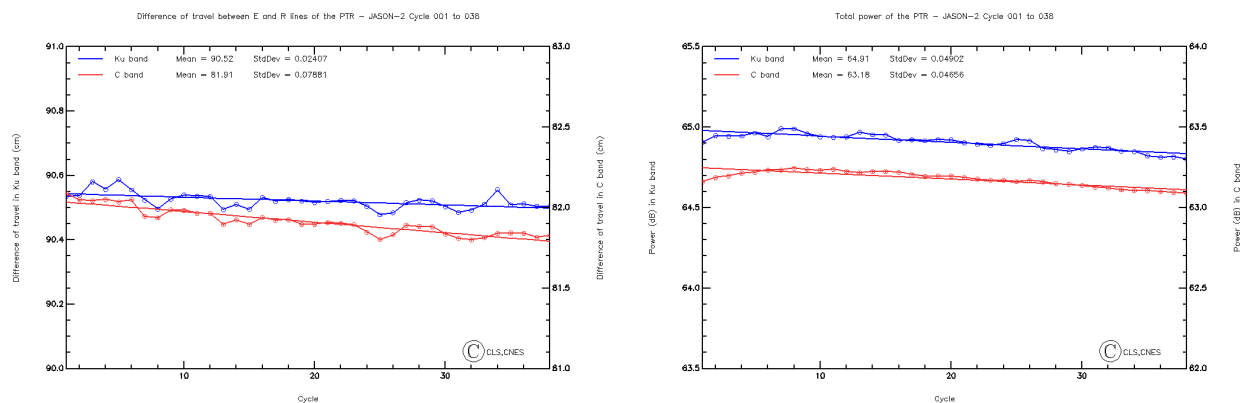 Difference of travel between E and R lines of the PTR - JASON-2 Cycle 001 to 038
91.0
90.8
90.6
90.4
90.2
90.0
83.0
82.5
82.0
81.5
81.0
Ku band Mean = 90.52 StdDev = 0.02407
C band Mean = 81.91 StdDev = 0.07881
Difference of travel in Ku band (cm)
Difference of travel in C band (cm)
© CLS,CNES
10 20 30
Cycle
Total power of the PTR - JASON-2 Cycle 001 to 038
65.5
65.0
64.5
64.0
63.5
64.0
63.5
63.0
62.5
62.0
Ku band Mean = 64.91 StdDev = 0.04902
C band Mean = 63.18 StdDev = 0.04656
Power (dB) in Ku band
Power (dB) in C band
© CLS,CNES
10 20 30
Cycle